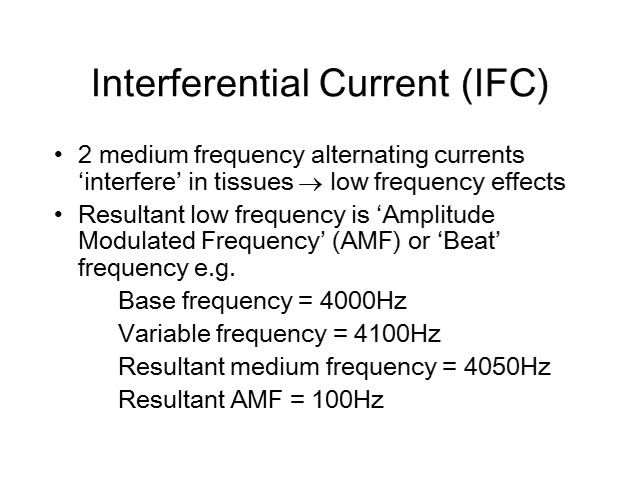 Interferential Current (IFC)
• 2 medium frequency alternating currents
‘interfere’ in tissues → low frequency effects
• Resultant low frequency is ‘Amplitude
Modulated Frequency’ (AMF) or ‘Beat’
frequency e.g.
Base frequency = 4000Hz
Variable frequency = 4100Hz
Resultant medium frequency = 4050Hz
Resultant AMF = 100Hz